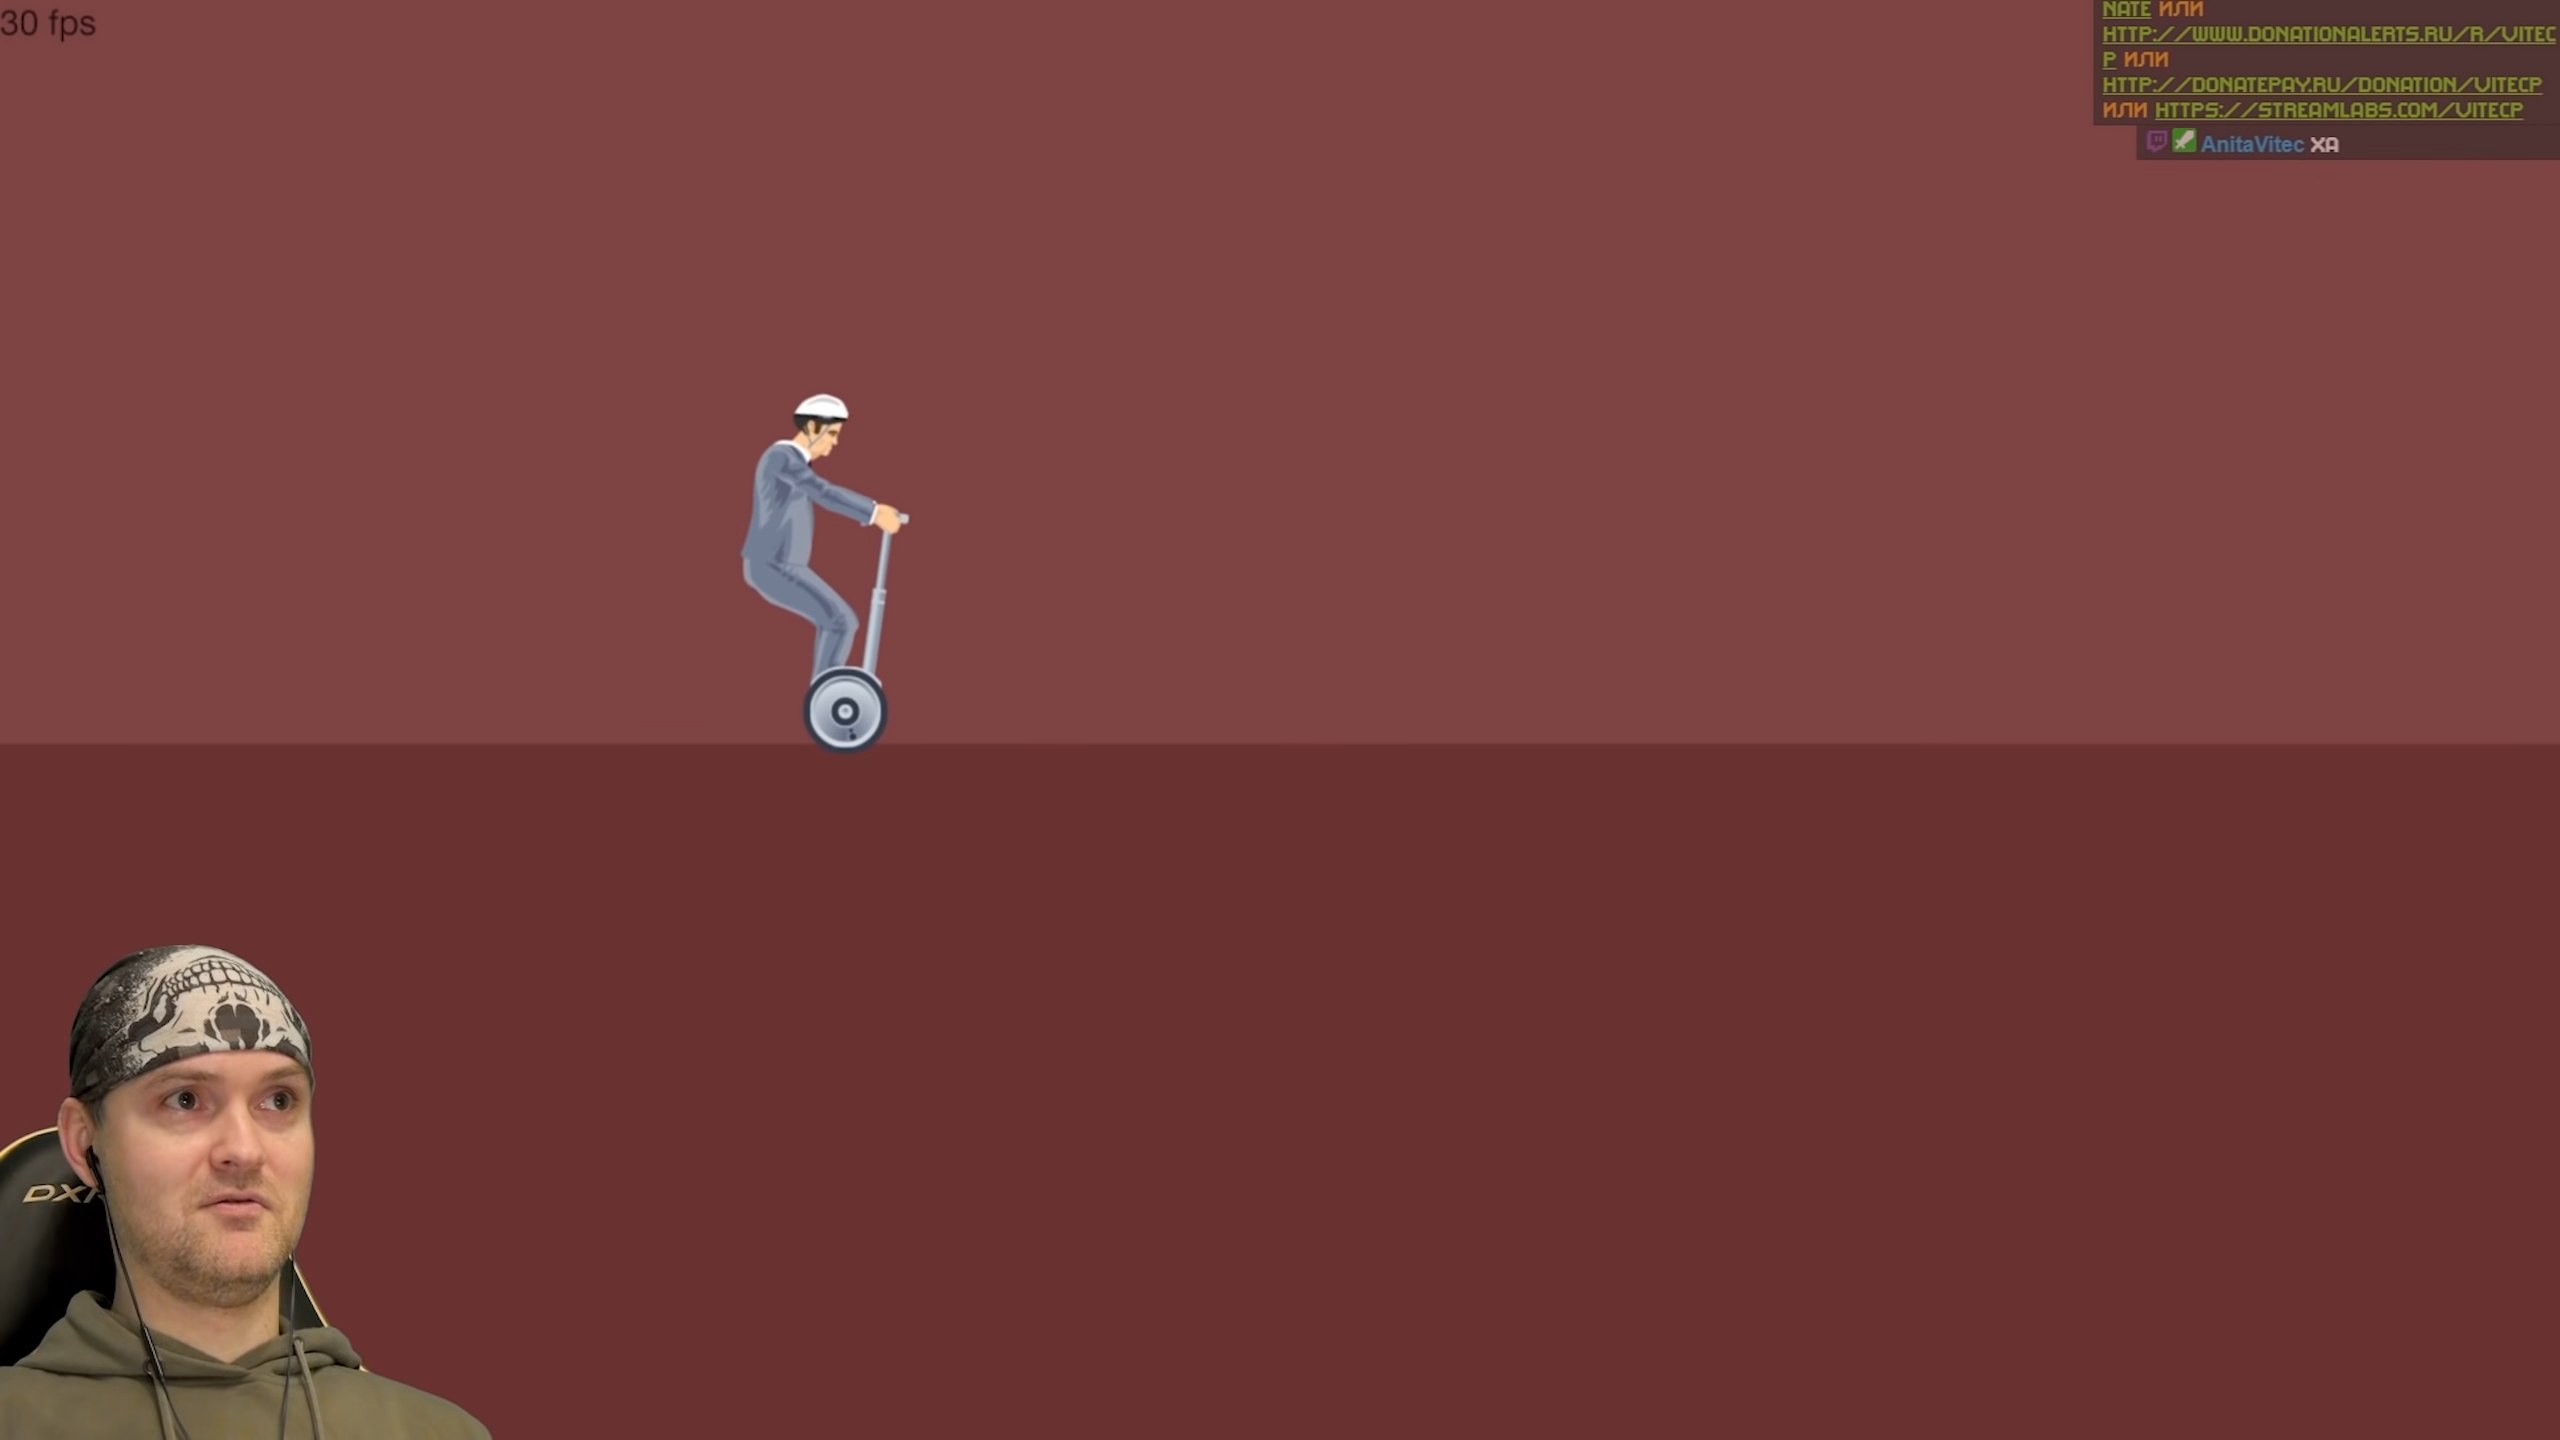 30 fps
NATE ИЛИ
HTTP://WWW.DONATIONALERTS.RU/R/VITEC
P ИЛИ
HTTP://DONATEPAY.RU/DONATION/VITECP
ИЛИ HTTPS://STREAMLABS.COM/VITECP
AnitaVitec ХА
DXR